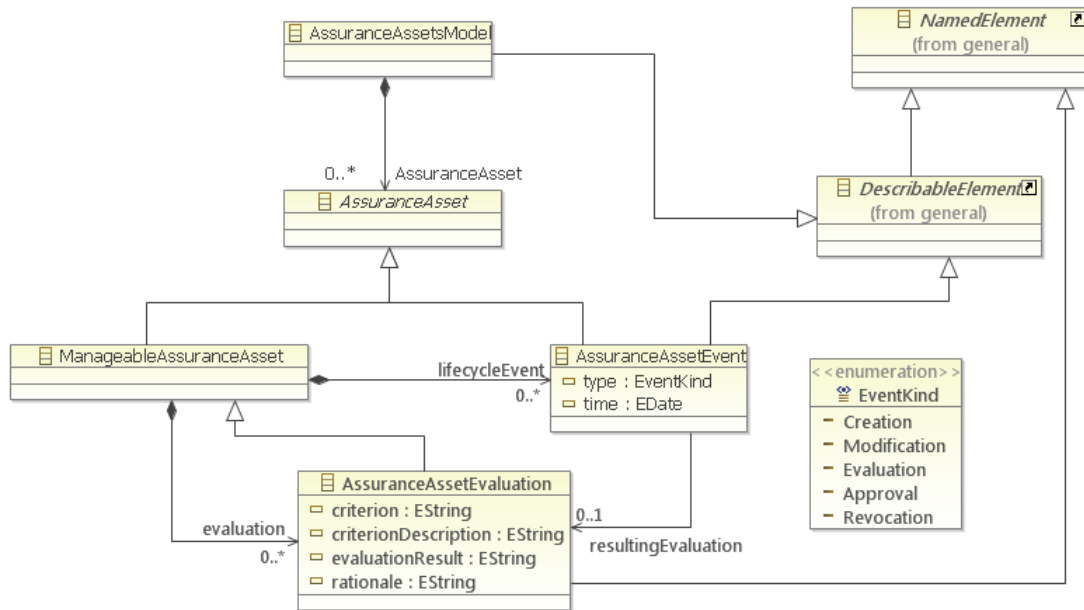 AssuranceAssetsModel
NamedElement
(from general)
0..*
AssuranceAsset
AssuranceAsset
DescribableElement
(from general)
ManageableAssuranceAsset
lifecycleEvent
0..*
AssuranceAssetEvent
type : EventKind
time : EDate
<<enumeration>>
EventKind
Creation
Modification
Evaluation
Approval
Revocation
evaluation
0..*
AssuranceAssetEvaluation
criterion : EString
criterionDescription : EString
evaluationResult : EString
rationale : EString
0..1
resultingEvaluation